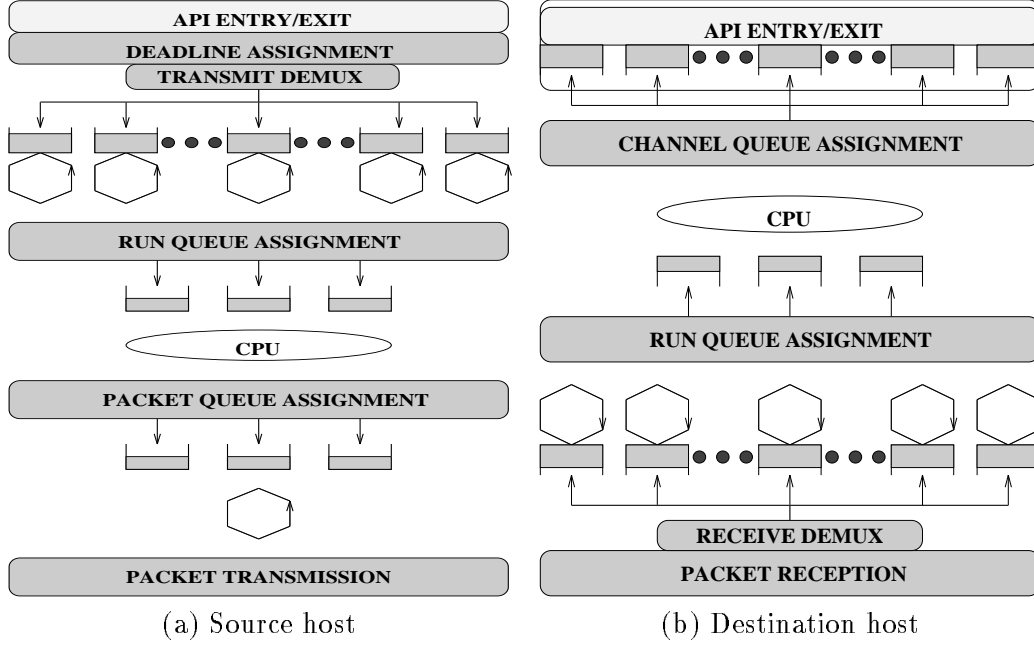 API ENTRY/EXIT
DEADLINE ASSIGNMENT
TRANSMIT DEMUX
RUN QUEUE ASSIGNMENT
CPU
PACKET QUEUE ASSIGNMENT
PACKET TRANSMISSION
(a) Source host
API ENTRY/EXIT
CHANNEL QUEUE ASSIGNMENT
CPU
RUN QUEUE ASSIGNMENT
RECEIVE DEMUX
PACKET RECEPTION
(b) Destination host